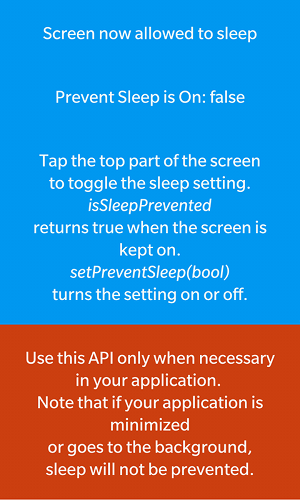 Screen now allowed to sleep
Prevent Sleep is On: false
Tap the top part of the screen
to toggle the sleep setting.
isSleepPrevented
returns true when the screen is
kept on.
setPreventSleep(bool)
turns the setting on or off.
Use this API only when necessary
in your application.
Note that if your application is
minimized
or goes to the background,
sleep will not be prevented.